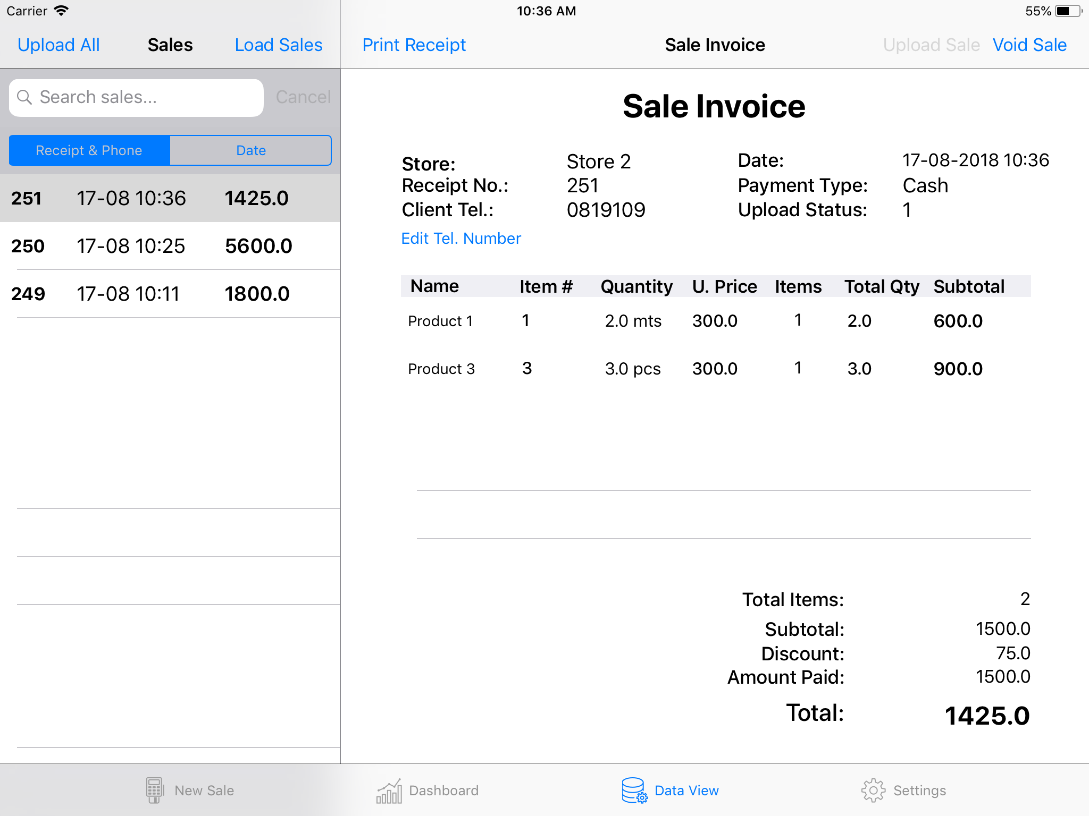 Carrier 10:36 AM 55%
Upload All Sales Load Sales
Print Receipt Sale Invoice Upload Sale Void Sale
Search sales... Cancel
Receipt & Phone Date
251 17-08 10:36 1425.0
250 17-08 10:25 5600.0
249 17-08 10:11 1800.0
Sale Invoice
Store: Store 2 Date: 17-08-2018 10:36
Receipt No.: 251 Payment Type: Cash
Client Tel.: 0819109 Upload Status: 1
Edit Tel. Number
Name Item # Quantity U. Price Items Total Qty Subtotal
Product 1 1 2.0 mts 300.0 1 2.0 600.0
Product 3 3 3.0 pcs 300.0 1 3.0 900.0
Total Items: 2
Subtotal: 1500.0
Discount: 75.0
Amount Paid: 1500.0
Total: 1425.0
New Sale Dashboard Data View Settings